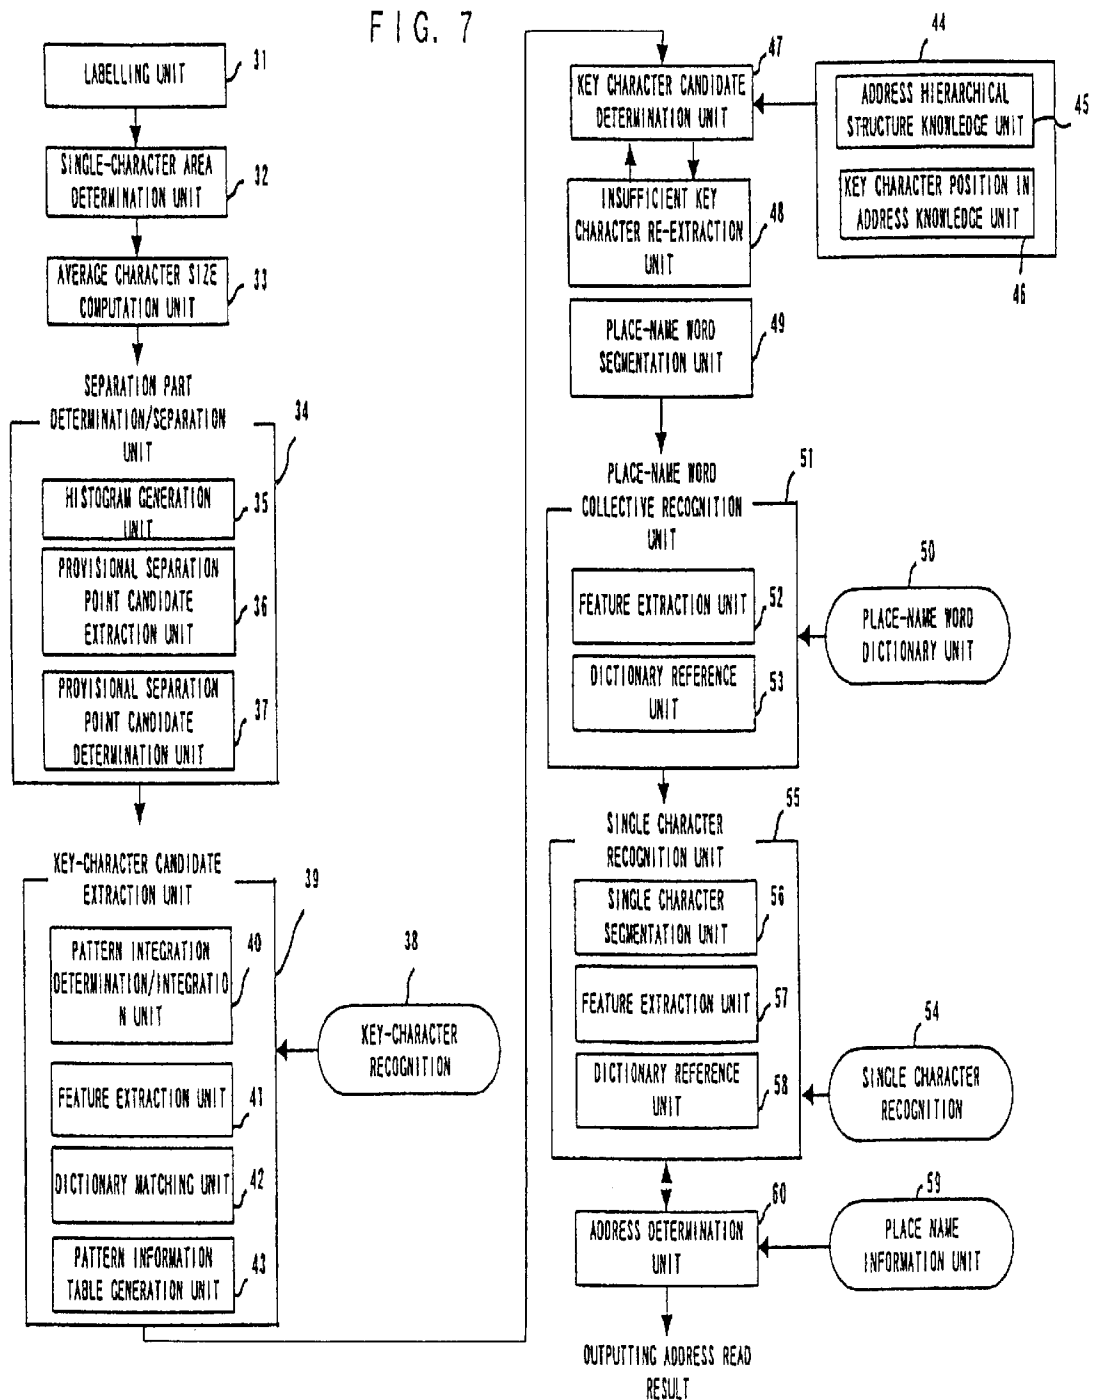 FIG. 7
LABELLING UNIT
31
SINGLE-CHARACTER AREA
DETERMINATION UNIT
32
AVERAGE CHARACTER SIZE
COMPUTATION UNIT
33
SEPARATION PART
DETERMINATION/SEPARATION
UNIT
34
HISTOGRAM GENERATION
UNIT
35
PROVISIONAL SEPARATION
POINT CANDIDATE
EXTRACTION UNIT
36
PROVISIONAL SEPARATION
POINT CANDIDATE
DETERMINATION UNIT
37
KEY-CHARACTER CANDIDATE
EXTRACTION UNIT
39
PATTERN INTEGRATION
DETERMINATION/INTEGRATIO
N UNIT
40
FEATURE EXTRACTION UNIT
41
DICTIONARY MATCHING UNIT
42
PATTERN INFORMATION
TABLE GENERATION UNIT
43
38
KEY-CHARACTER
RECOGNITION
47
KEY CHARACTER CANDIDATE
DETERMINATION UNIT
44
ADDRESS HIERARCHICAL
STRUCTURE KNOWLEDGE UNIT
45
KEY CHARACTER POSITION IN
ADDRESS KNOWLEDGE UNIT
46
INSUFFICIENT KEY
CHARACTER RE-EXTRACTION
UNIT
48
PLACE-NAME WORD
SEGMENTATION UNIT
49
PLACE-NAME WORD
COLLECTIVE RECOGNITION
UNIT
51
FEATURE EXTRACTION UNIT
52
DICTIONARY REFERENCE
UNIT
53
50
PLACE-NAME WORD
DICTIONARY UNIT
SINGLE CHARACTER
RECOGNITION UNIT
55
SINGLE CHARACTER
SEGMENTATION UNIT
56
FEATURE EXTRACTION UNIT
57
DICTIONARY REFERENCE
UNIT
58
54
SINGLE CHARACTER
RECOGNITION
ADDRESS DETERMINATION
UNIT
60
59
PLACE NAME
INFORMATION UNIT
OUTPUTTING ADDRESS READ
RESULT